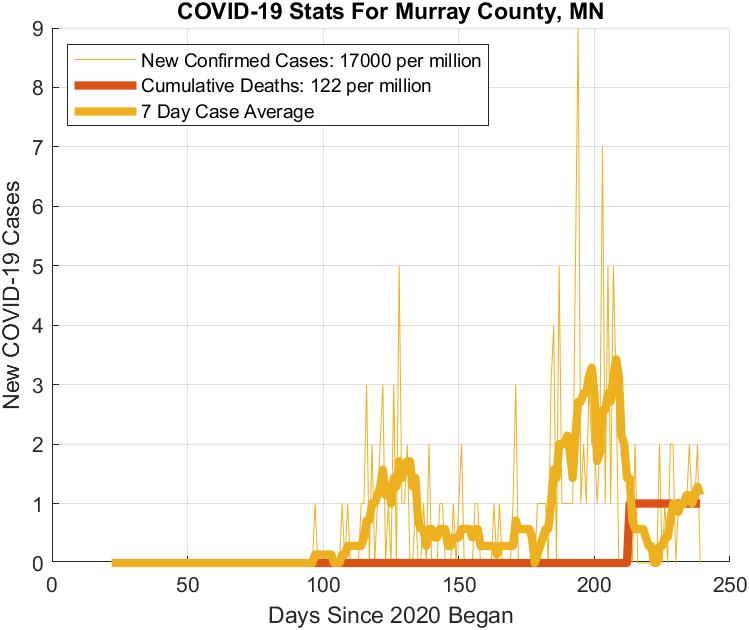 COVID-19 Stats For Murray County, MN
New Confirmed Cases: 17000 per million
Cumulative Deaths: 122 per million
7 Day Case Average
New COVID-19 Cases
9
8
7
6
5
4
3
2
1
0
0 50 100 150 200 250
Days Since 2020 Began